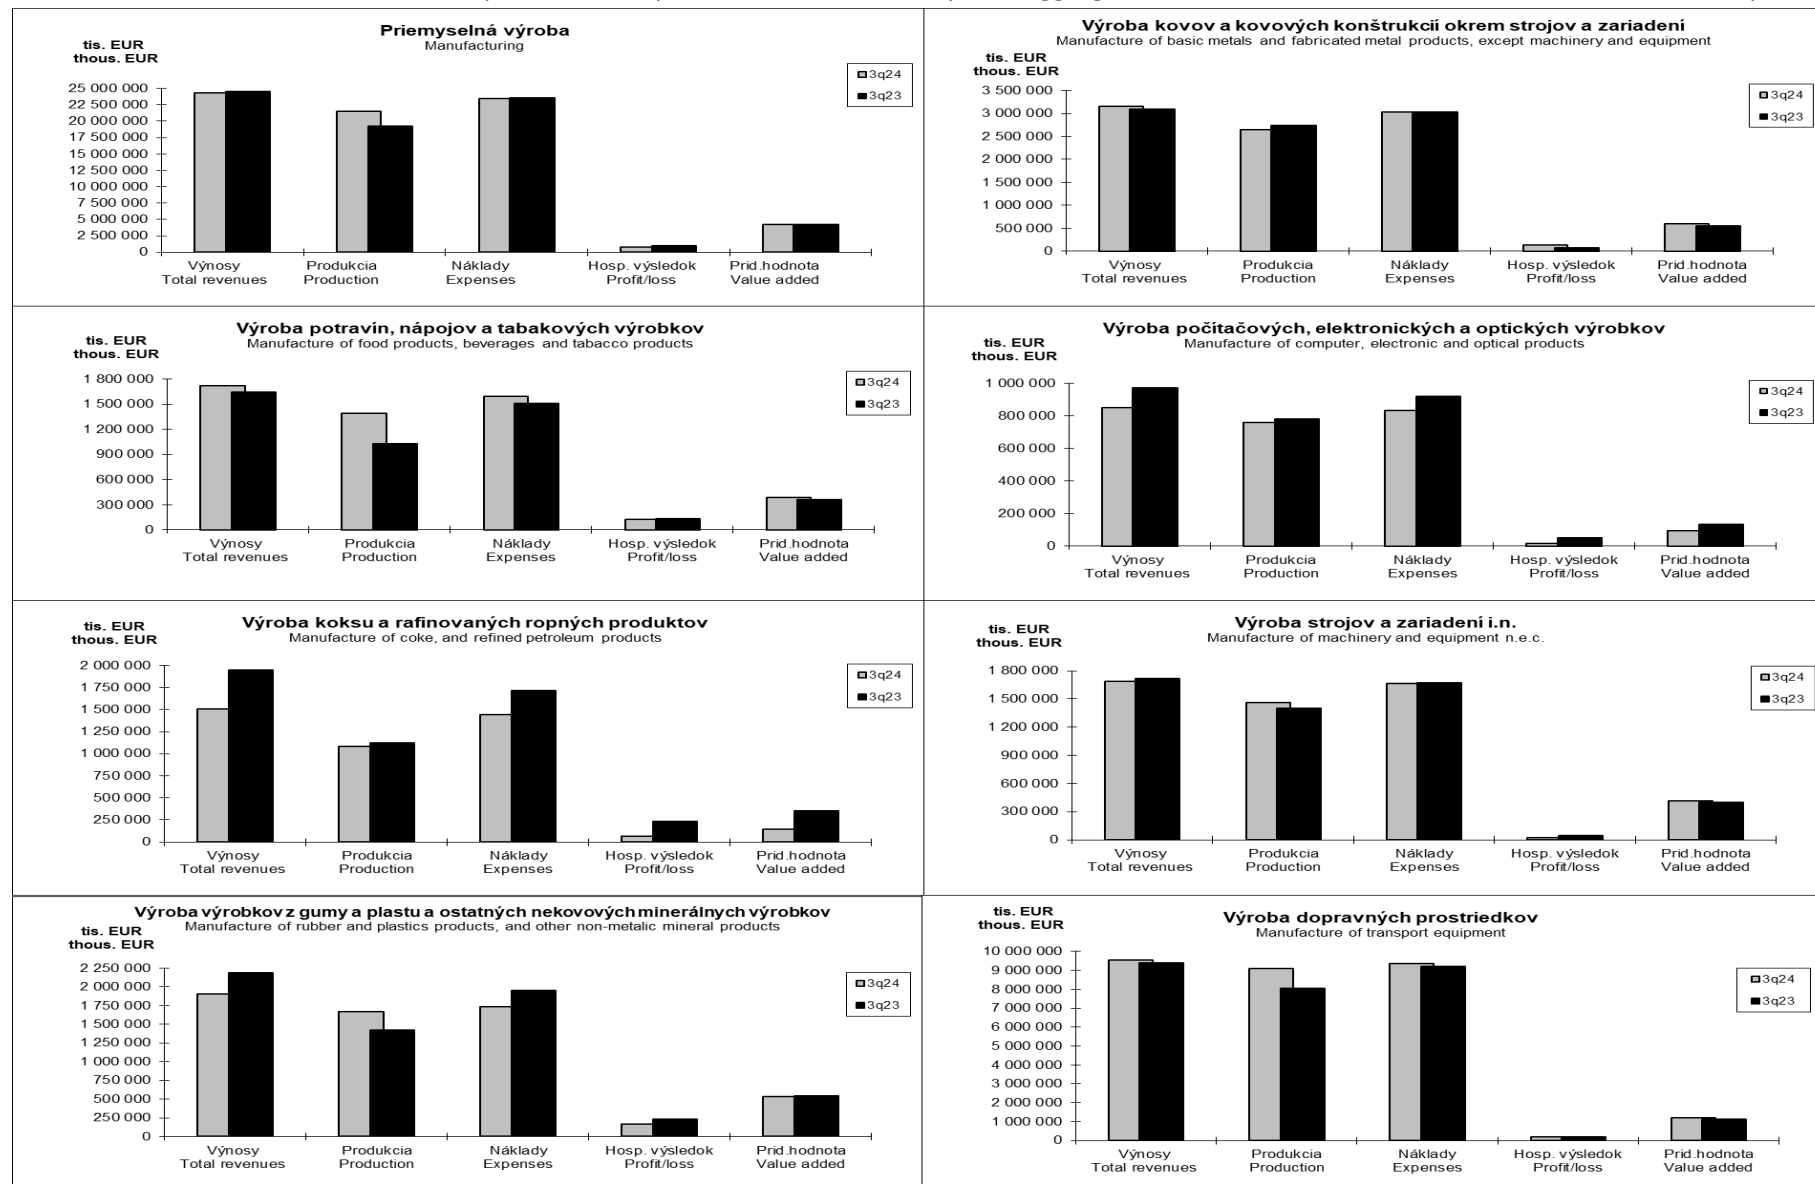 Priemyselná výroba
Manufacturing
tis. EUR
thous. EUR
3q24
3q23
25 000 000
22 500 000
20 000 000
17 500 000
15 000 000
12 500 000
10 000 000
7 500 000
5 000 000
2 500 000
0
Výnosy Produkcia Náklady Hosp. výsledok Prid.hodnota
Total revenues Production Expenses Profit/loss Value added
Výroba kovov a kovových konštrukcií okrem strojov a zariadení
Manufacture of basic metals and fabricated metal products, except machinery and equipment
tis. EUR
thous. EUR
3q24
3q23
3 500 000
3 000 000
2 500 000
2 000 000
1 500 000
1 000 000
500 000
0
Výnosy Produkcia Náklady Hosp. výsledok Prid.hodnota
Total revenues Production Expenses Profit/loss Value added
Výroba potravín, nápojov a tabakových výrobkov
Manufacture of food products, beverages and tabacco products
tis. EUR
thous. EUR
3q24
3q23
1 800 000
1 500 000
1 200 000
900 000
600 000
300 000
0
Výnosy Produkcia Náklady Hosp. výsledok Prid.hodnota
Total revenues Production Expenses Profit/loss Value added
Výroba počítačových, elektronických a optických výrobkov
Manufacture of computer, electronic and optical products
tis. EUR
thous. EUR
3q24
3q23
1 000 000
800 000
600 000
400 000
200 000
0
Výnosy Produkcia Náklady Hosp. výsledok Prid.hodnota
Total revenues Production Expenses Profit/loss Value added
Výroba koksu a rafinovaných ropných produktov
Manufacture of coke, and refined petroleum products
tis. EUR
thous. EUR
3q24
3q23
2 000 000
1 750 000
1 500 000
1 250 000
1 000 000
750 000
500 000
250 000
0
Výnosy Produkcia Náklady Hosp. výsledok Prid.hodnota
Total revenues Production Expenses Profit/loss Value added
Výroba strojov a zariadení i.n.
Manufacture of machinery and equipment n.e.c.
tis. EUR
thous. EUR
3q24
3q23
1 800 000
1 500 000
1 200 000
900 000
600 000
300 000
0
Výnosy Produkcia Náklady Hosp. výsledok Prid.hodnota
Total revenues Production Expenses Profit/loss Value added
Výroba výrobkov z gumy a plastu a ostatných nekovových minerálnych výrobkov
Manufacture of rubber and plastics products, and other non-metalic mineral products
tis. EUR
thous. EUR
3q24
3q23
2 250 000
2 000 000
1 750 000
1 500 000
1 250 000
1 000 000
750 000
500 000
250 000
0
Výnosy Produkcia Náklady Hosp. výsledok Prid.hodnota
Total revenues Production Expenses Profit/loss Value added
Výroba dopravných prostriedkov
Manufacture of transport equipment
tis. EUR
thous. EUR
3q24
3q23
10 000 000
9 000 000
8 000 000
7 000 000
6 000 000
5 000 000
4 000 000
3 000 000
2 000 000
1 000 000
0
Výnosy Produkcia Náklady Hosp. výsledok Prid.hodnota
Total revenues Production Expenses Profit/loss Value added